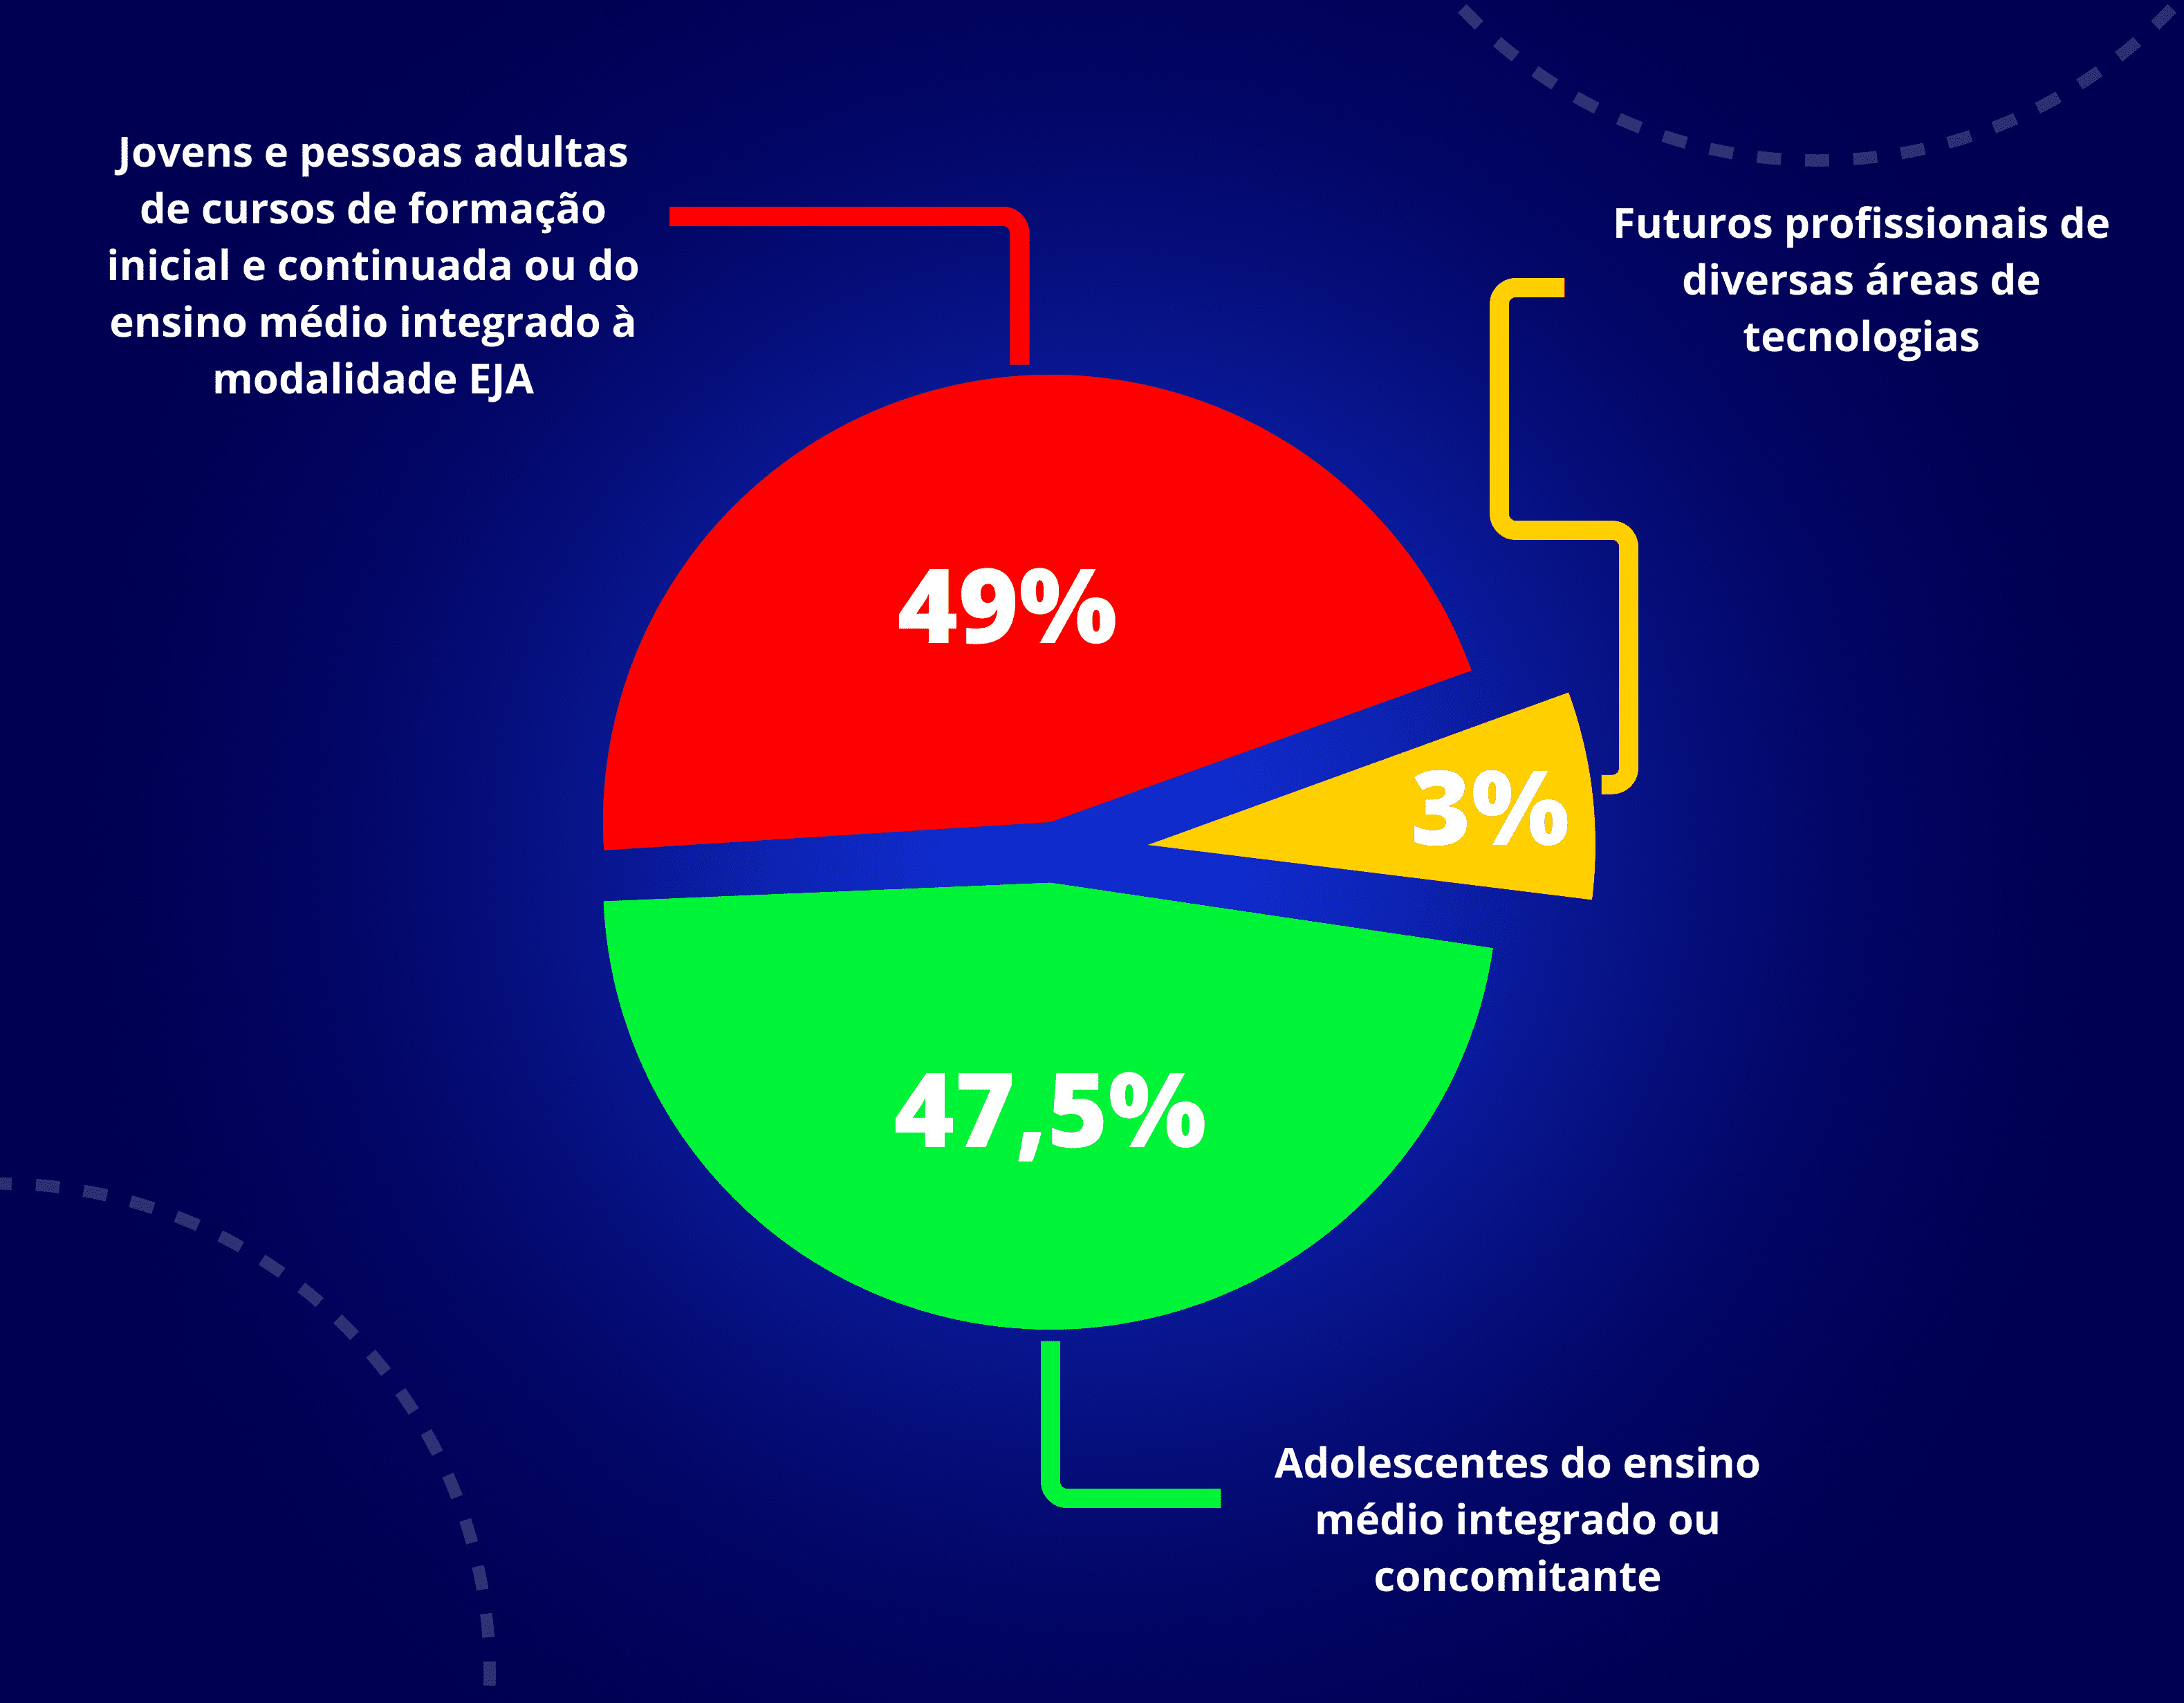 Jovens e pessoas adultas
de cursos de formação
inicial e continuada ou do
ensino médio integrado à
modalidade EJA
Futuros profissionais de
diversas áreas de
tecnologias
49%
3%
47,5%
Adolescentes do ensino
médio integrado ou
concomitante